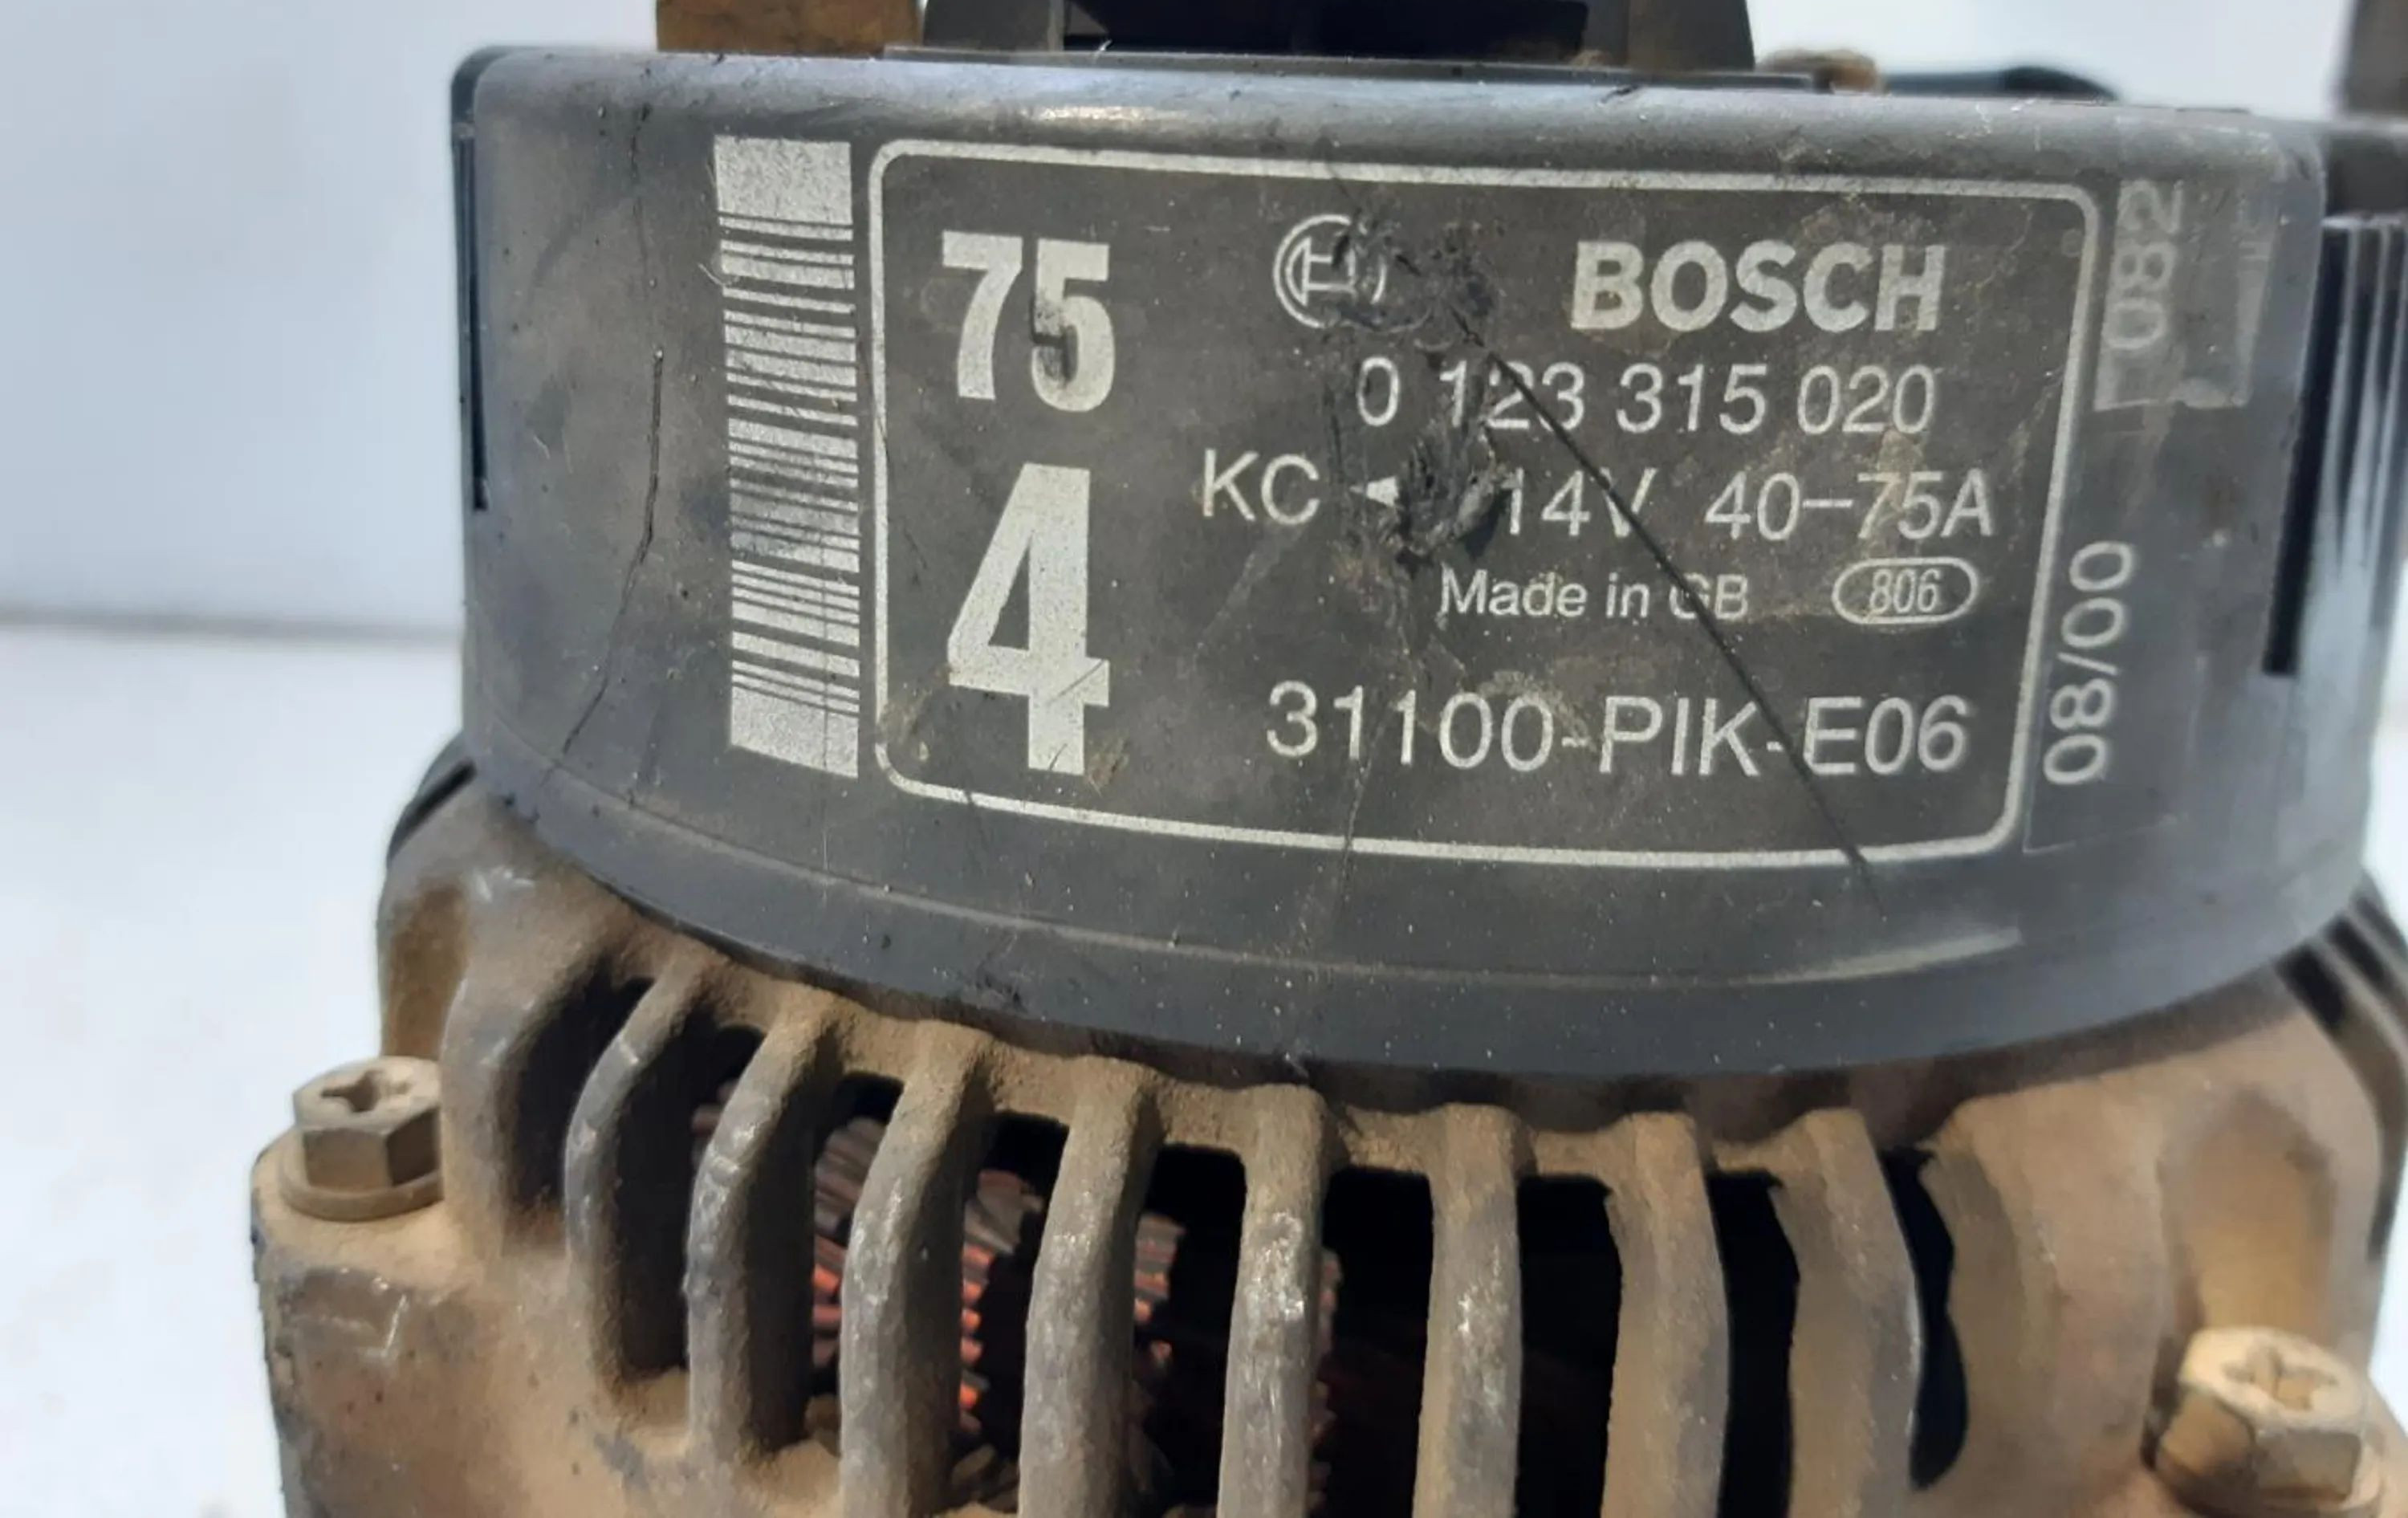 75
4
BOSCH
0 123 315 020
KC 14V 40-75A
Made in GB 806
31100-PIK-E06
082
08/00